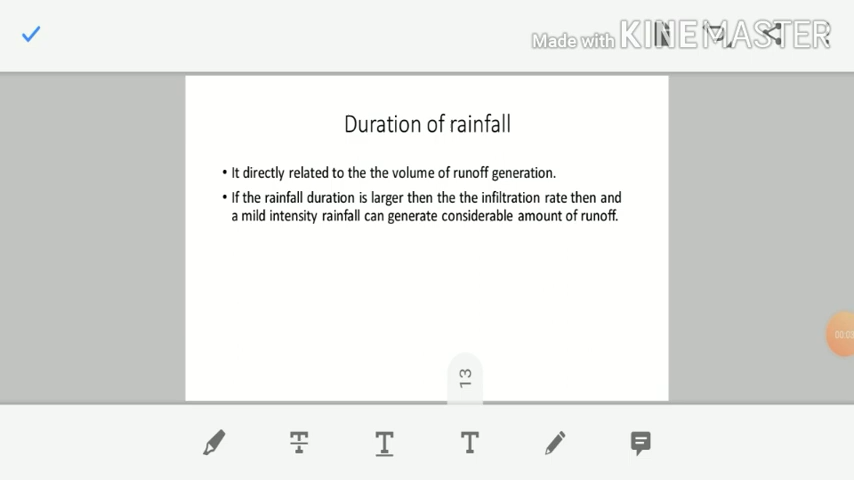 Made with KINEMASTER
Duration of rainfall
• It directly related to the the volume of runoff generation.
• If the rainfall duration is larger then the the infiltration rate then and
a mild intensity rainfall can generate considerable amount of runoff.
13
T
T
T